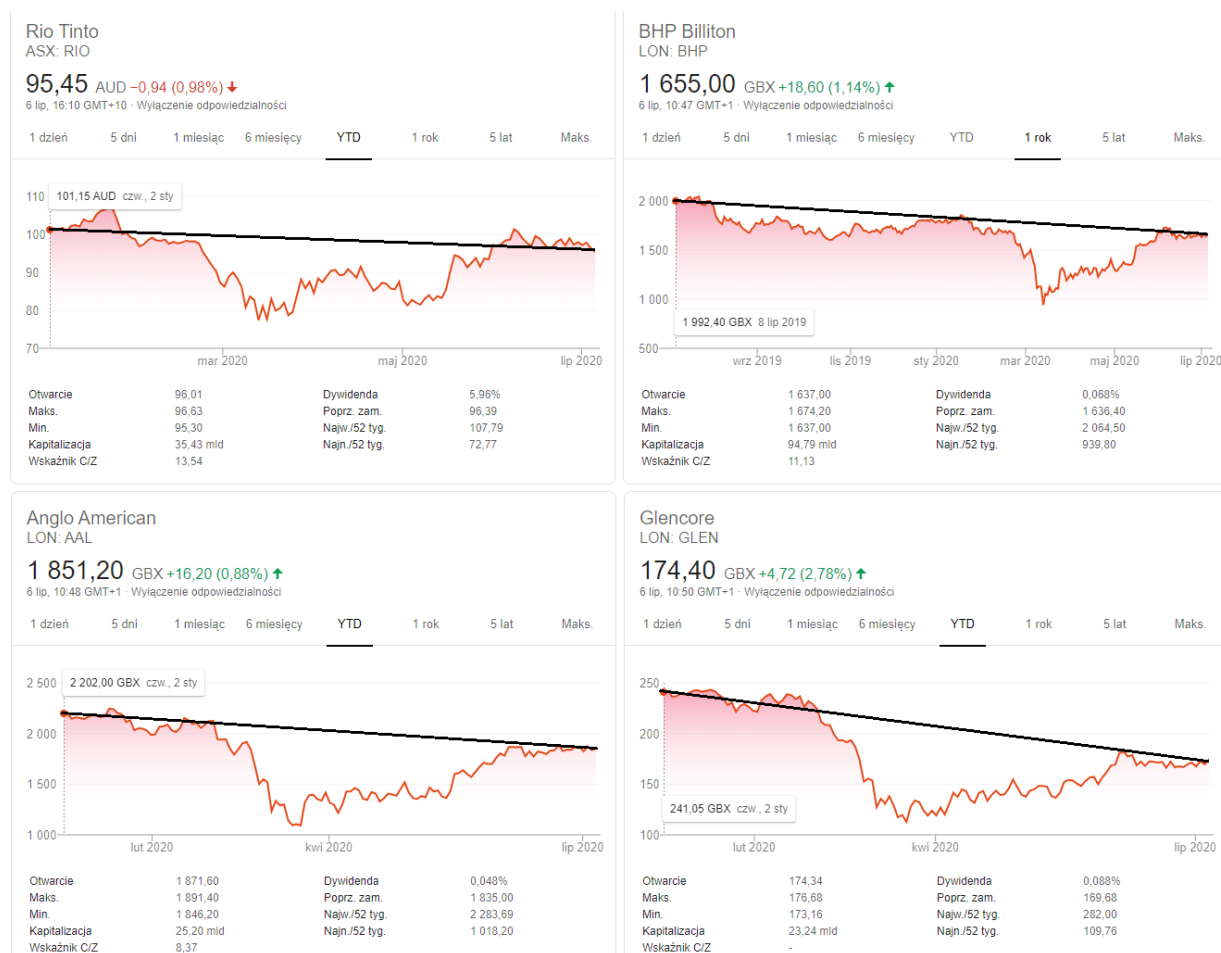 Rio Tinto
ASX: RIO
95,45 AUD −0,94 (0,98%)
6 lip, 16:10 GMT+10 · Wyłączenie odpowiedzialności
1 dzień 5 dni 1 miesiąc 6 miesięcy YTD 1 rok 5 lat Maks.
101,15 AUD czw., 2 sty
110
100
90
80
70
mar 2020 maj 2020 lip 2020
Otwarcie 96,01 Dywidenda 5,96%
Maks. 96,63 Poprz. zam. 96,39
Min. 95,30 Najw./52 tyg. 107,79
Kapitalizacja 35,43 mld Najn./52 tyg. 72,77
Wskaźnik C/Z 13,54
BHP Billiton
LON: BHP
1 655,00 GBX +18,60 (1,14%)
6 lip, 10:47 GMT+1 · Wyłączenie odpowiedzialności
1 dzień 5 dni 1 miesiąc 6 miesięcy YTD 1 rok 5 lat Maks.
2 000
1 500
1 000
500
1 992,40 GBX 8 lip 2019
wrz 2019 lis 2019 sty 2020 mar 2020 maj 2020 lip 2020
Otwarcie 1 637,00 Dywidenda 0,068%
Maks. 1 674,20 Poprz. zam. 1 636,40
Min. 1 637,00 Najw./52 tyg. 2 064,50
Kapitalizacja 94,79 mld Najn./52 tyg. 939,80
Wskaźnik C/Z 11,13
Anglo American
LON: AAL
1 851,20 GBX +16,20 (0,88%)
6 lip, 10:48 GMT+1 · Wyłączenie odpowiedzialności
1 dzień 5 dni 1 miesiąc 6 miesięcy YTD 1 rok 5 lat Maks.
2 202,00 GBX czw., 2 sty
2 500
2 000
1 500
1 000
lut 2020 kwi 2020 lip 2020
Otwarcie 1 871,60 Dywidenda 0,048%
Maks. 1 891,40 Poprz. zam. 1 835,00
Min. 1 846,20 Najw./52 tyg. 2 283,69
Kapitalizacja 25,20 mld Najn./52 tyg. 1 018,20
Wskaźnik C/Z 8,37
Glencore
LON: GLEN
174,40 GBX +4,72 (2,78%)
6 lip, 10:50 GMT+1 · Wyłączenie odpowiedzialności
1 dzień 5 dni 1 miesiąc 6 miesięcy YTD 1 rok 5 lat Maks.
250
200
150
100
241,05 GBX czw., 2 sty
lut 2020 kwi 2020 lip 2020
Otwarcie 174,34 Dywidenda 0,088%
Maks. 176,68 Poprz. zam. 169,68
Min. 173,16 Najw./52 tyg. 282,00
Kapitalizacja 23,24 mld Najn./52 tyg. 109,76
Wskaźnik C/Z -